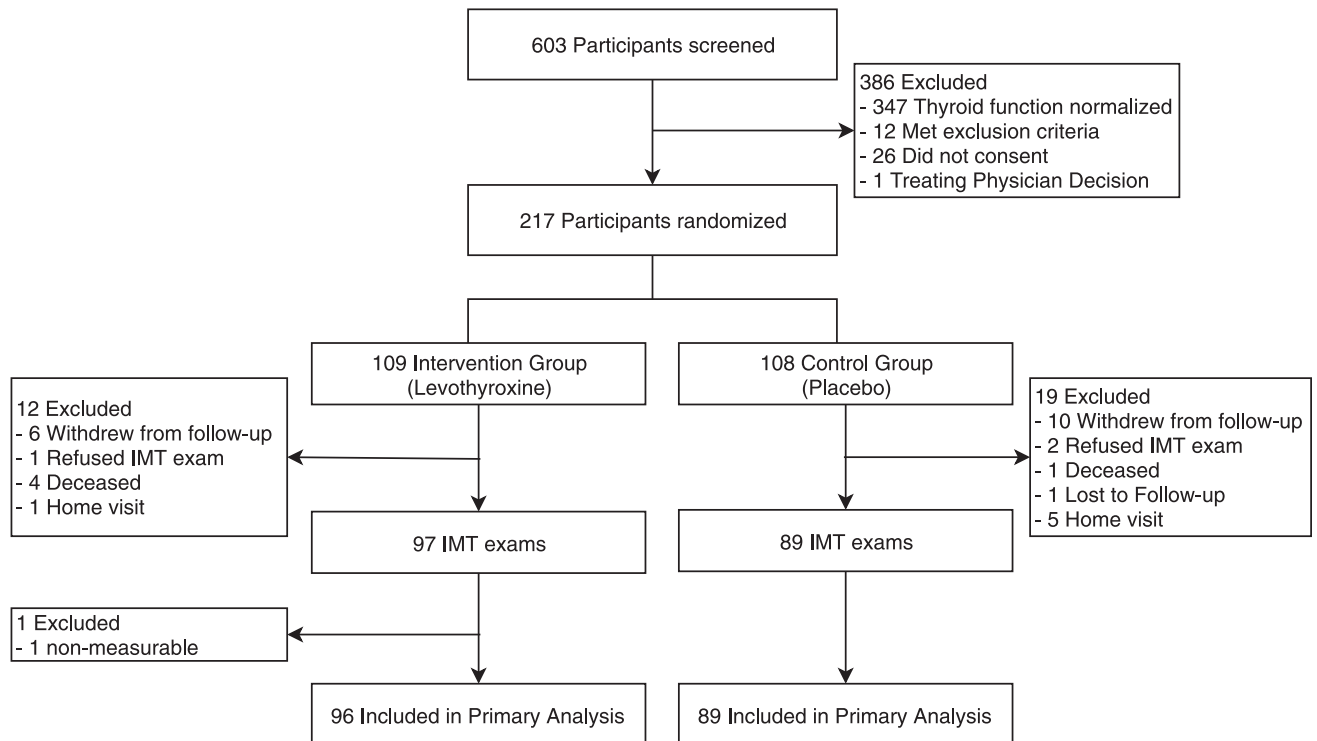 603 Participants screened
386 Excluded
- 347 Thyroid function normalized
- 12 Met exclusion criteria
- 26 Did not consent
- 1 Treating Physician Decision
217 Participants randomized
109 Intervention Group
(Levothyroxine)
108 Control Group
(Placebo)
12 Excluded
- 6 Withdrew from follow-up
- 1 Refused IMT exam
- 4 Deceased
- 1 Home visit
19 Excluded
- 10 Withdrew from follow-up
- 2 Refused IMT exam
- 1 Deceased
- 1 Lost to Follow-up
- 5 Home visit
97 IMT exams
89 IMT exams
1 Excluded
- 1 non-measurable
96 Included in Primary Analysis
89 Included in Primary Analysis